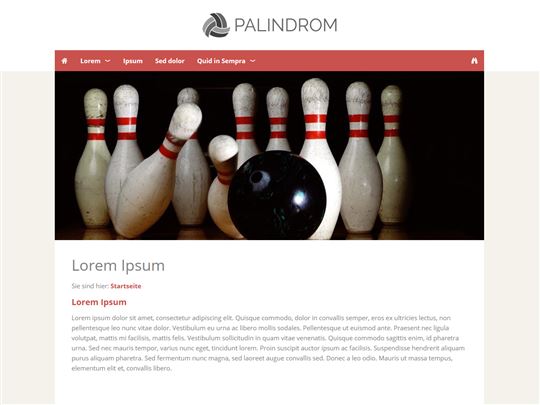 PALINDROM
Lorem Ipsum Sed dolor Quid in Sempra
Lorem Ipsum
Sie sind hier: Startseite
Lorem Ipsum
Lorem ipsum dolor sit amet, consectetur adipiscing elit. Quisque commodo, dolor in convallis semper, eros ex ultricies lectus, non
pellentesque leo nunc vitae dolor. Vestibulum eu urna ac libero mollis sodales. Pellentesque ut euismod ante. Praesent nec ligula
volutpat, mattis mi facilisis, mattis felis. Vestibulum sollicitudin in quam vitae venenatis. Quisque commodo sagittis enim, id pharetra
urna. Sed nec mauris tempor, varius nunc eget, tincidunt lorem. Proin suscipit auctor ipsum ac facilisis. Suspendisse hendrerit aliquam
purus aliquam pharetra. Sed fermentum nunc magna, sed laoreet augue convallis sed. Donec a leo odio. Mauris ut massa tempus,
elementum elit et, convallis libero.